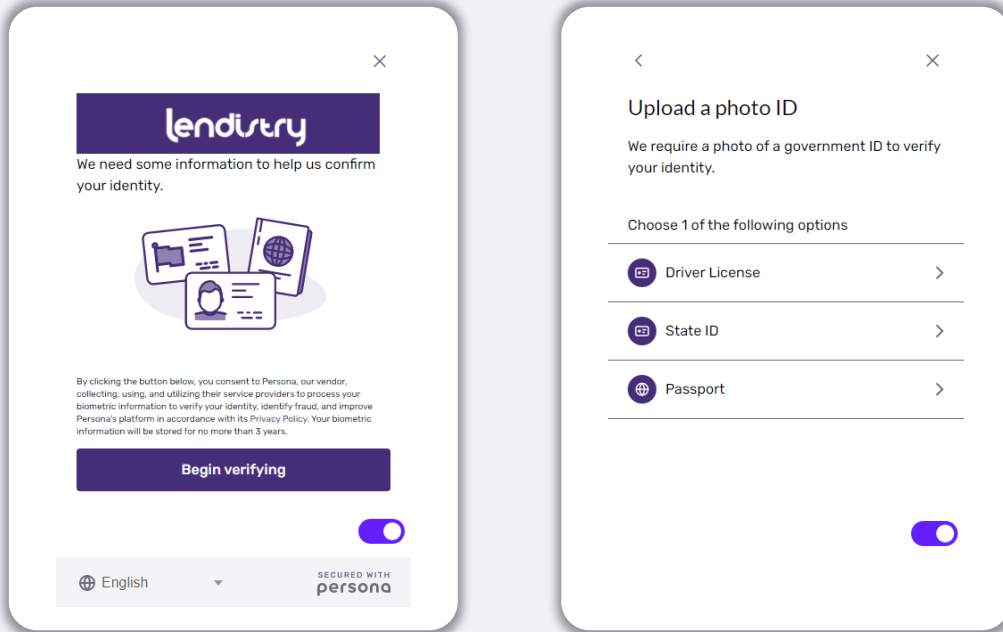 lendistry
We need some information to help us confirm
your identity.
By clicking the button below, you consent to Persona, our vendor,
collecting, using, and utilizing their service providers to process your
biometric information to verify your identity, identify fraud, and improve
Persona's platform in accordance with its Privacy Policy. Your biometric
information will be stored for no more than 3 years.
Begin verifying
English
SECURED WITH
persona
Upload a photo ID
We require a photo of a government ID to verify
your identity.
Choose 1 of the following options
Driver License
State ID
Passport